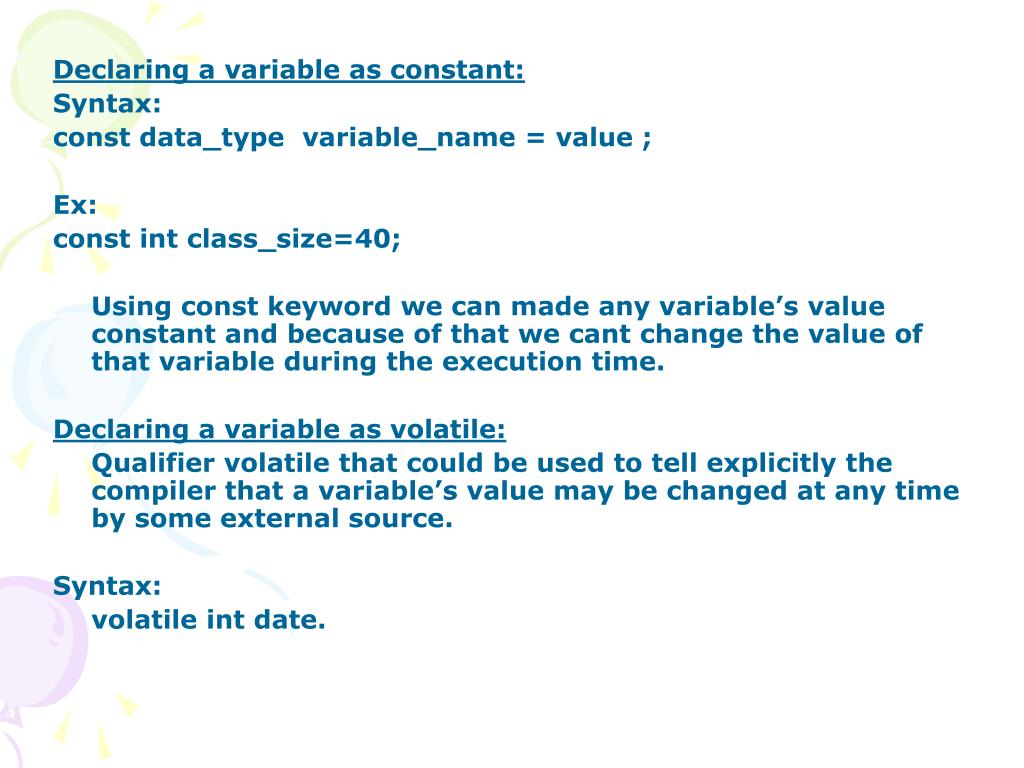 Declaring a variable as constant:
Syntax:
const data_type  variable_name = value ;
Ex:
const int class_size=40;
Using const keyword we can made any variable’s value
constant and because of that we cant change the value of
that variable during the execution time.
Declaring a variable as volatile:
Qualifier volatile that could be used to tell explicitly the
compiler that a variable’s value may be changed at any time
by some external source.
Syntax:
volatile int date.